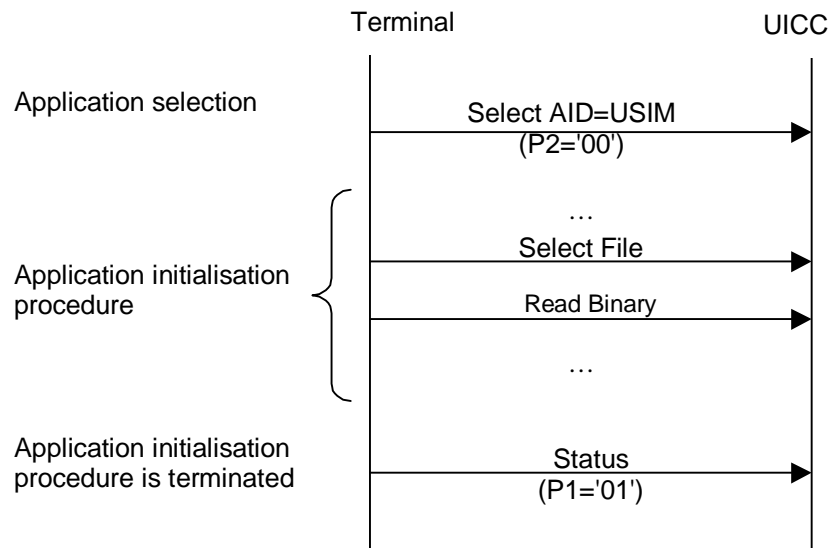 Terminal
UICC
Application selection
Select AID=USIM
(P2='00')
…
Select File
Application initialisation
procedure
Read Binary
…
Application initialisation
procedure is terminated
Status
(P1='01')